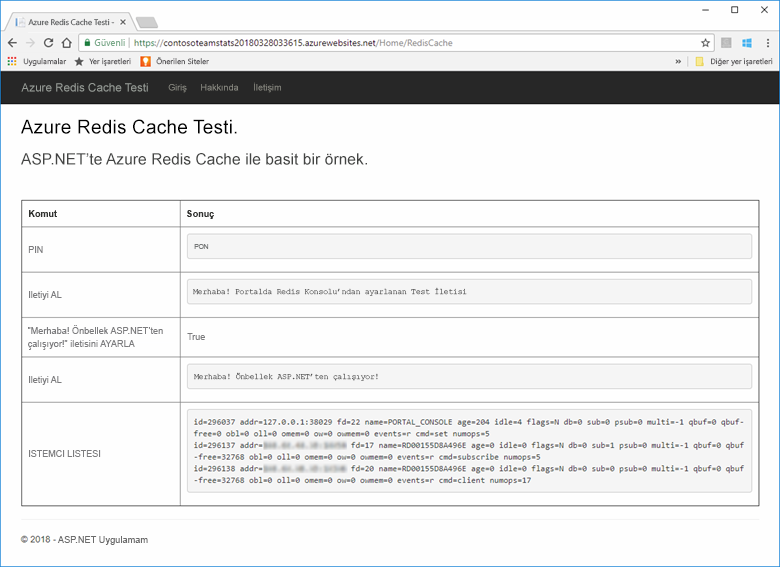 Azure Redis Cache Testi -
Güvenli | https://contosoteamstats20180328033615.azurewebsites.net/Home/RedisCache
Uygulamalar Yer işaretleri Önerilen Siteler » Diğer yer işaretleri
Azure Redis Cache Testi Giriş Hakkında İletişim
Azure Redis Cache Testi.
ASP.NET'te Azure Redis Cache ile basit bir örnek.
Komut Sonuç
PIN PON
Iletiyi AL Merhaba! Portalda Redis Konsolu'ndan ayarlanan Test İletisi
"Merhaba! Önbellek ASP.NET'ten
çalışıyor!" iletisini AYARLA
True
Iletiyi AL Merhaba! Önbellek ASP.NET'ten çalışıyor!
ISTEMCI LISTESI
id=296037 addr=127.0.0.1:38029 fd=22 name=PORTAL_CONSOLE age=204 idle=4 flags=N db=0 sub=0 psub=0 multi=-1 qbuf=0 qbuf-
free=0 obl=0 oll=0 omem=0 ow=0 owmem=0 events=r cmd=set numops=5
id=296137 addr= fd=17 name=RD00155D8A496E age=0 idle=0 flags=N db=0 sub=1 psub=0 multi=-1 qbuf=0 qbuf
-free=32768 obl=0 oll=0 omem=0 ow=0 owmem=0 events=r cmd=subscribe numops=5
id=296138 addr= fd=20 name=RD00155D8A496E age=0 idle=0 flags=N db=0 sub=0 psub=0 multi=-1 qbuf=0 qbuf
-free=32768 obl=0 oll=0 omem=0 ow=0 owmem=0 events=r cmd=client numops=17
© 2018 - ASP.NET Uygulamam